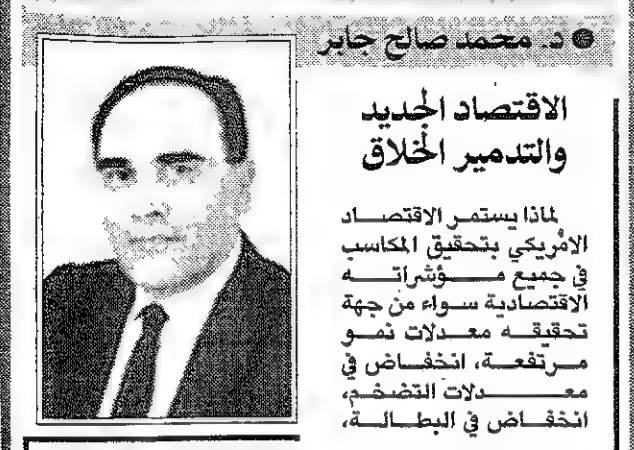 د. محمد صالح جابر
الاقتصاد الجديد
والتدمير الخلاق
لماذا يستمر الاقتصاد
الأمريكي بتحقيق المكاسب
في جميع مؤشراته
الاقتصادية سواء من جهة
تحقيقه معدلات نمو
مرتفعة، انخفاض في
معدلات التضخم،
انخفاض في البطالة،